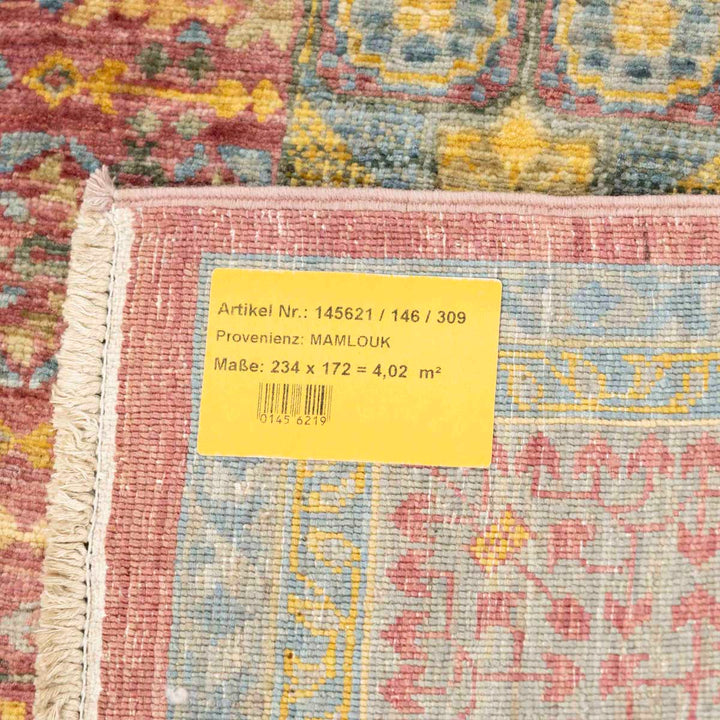 Artikel Nr.: 145621 / 146 / 309
Provenienz: MAMLOUK
Maße: 234 x 172 = 4,02 m²
0145 6219